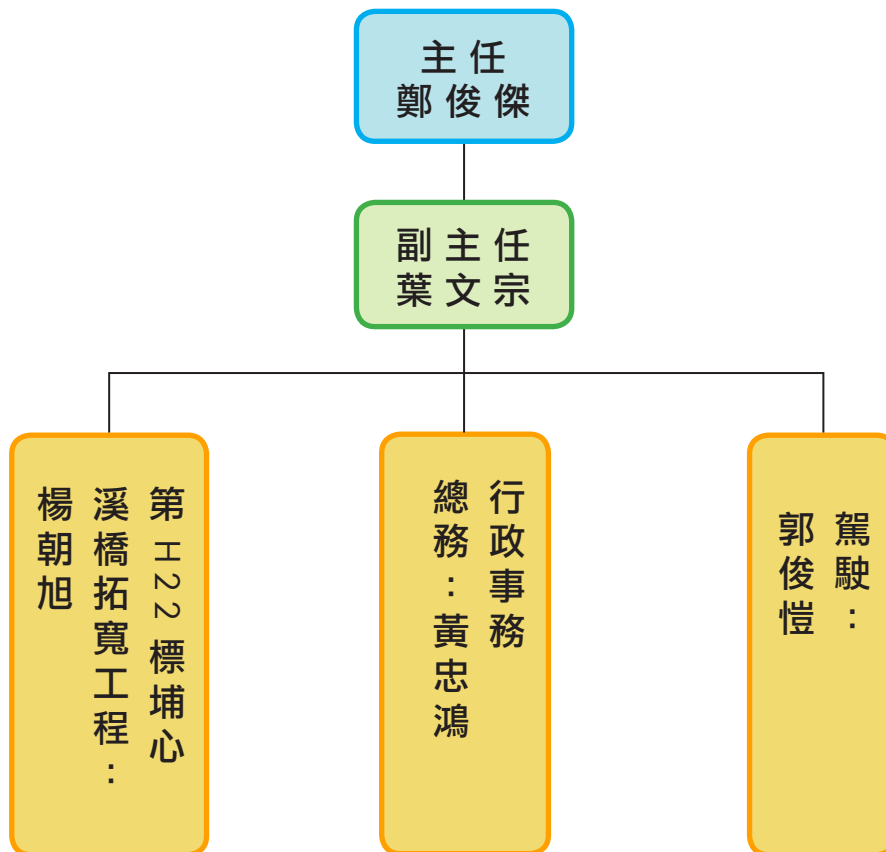 主任
鄭俊傑
副主任
葉文宗
第H22標埔心
溪橋拓寬工程：
楊朝旭
行政事務
總務：黃忠鴻
駕駛：
郭俊愷